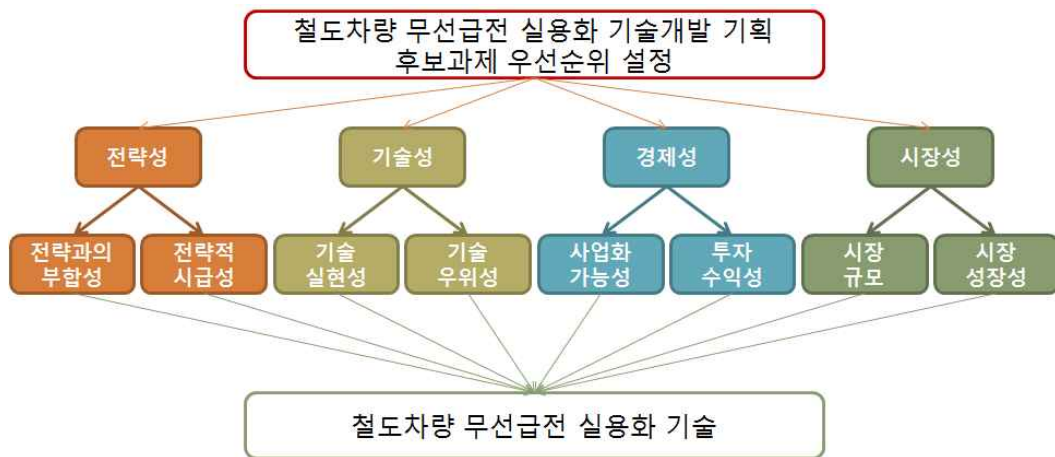 철도차량 무선급전 실용화 기술개발 기획
후보과제 우선순위 설정
전략성
기술성
경제성
시장성
전략과의
부합성
전략적
시급성
기술
실현성
기술
우위성
사업화
가능성
투자
수익성
시장
규모
시장
성장성
철도차량 무선급전 실용화 기술